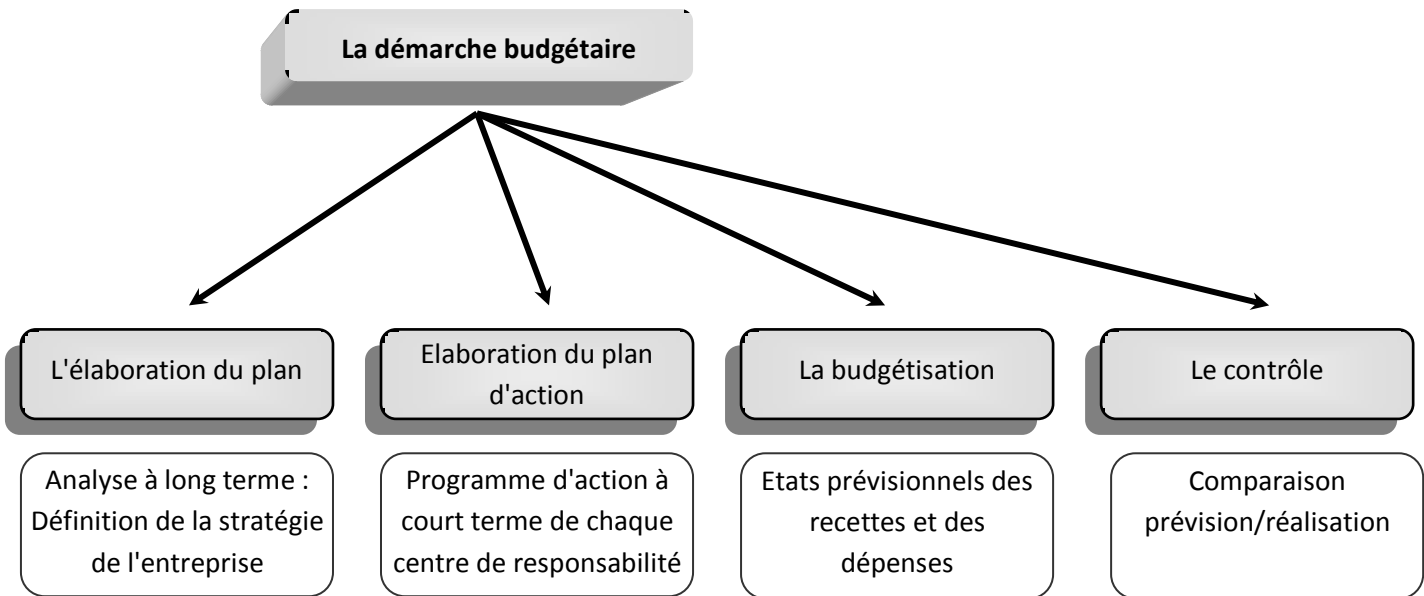 La démarche budgétaire
L'élaboration du plan
Elaboration du plan
d'action
La budgétisation
Le contrôle
Analyse à long terme :
Définition de la stratégie
de l'entreprise
Programme d'action à
court terme de chaque
centre de responsabilité
Etats prévisionnels des
recettes et des
dépenses
Comparaison
prévision/réalisation